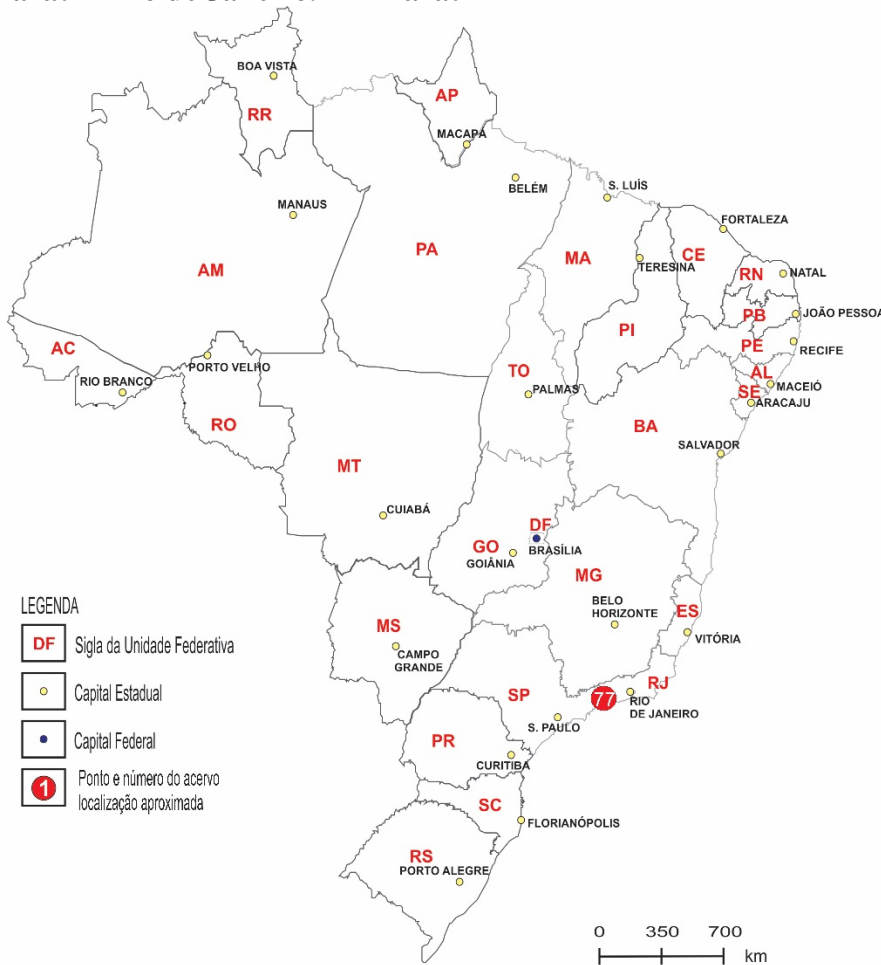 BOA VISTA
RR
AP
MACAPÁ
BELÉM
S. LUÍS
MANAUS
FORTALEZA
AM
PA
MA
TERESINA
CE
RN
NATAL
PB
JOÃO PESSOA
PI
PE
RECIFE
AC
PORTO VELHO
RIO BRANCO
TO
PALMAS
AL
MACEIÓ
SE
ARACAJU
RO
BA
MT
SALVADOR
CUIABÁ
DF
BRASÍLIA
GO
GOIÂNIA
MG
BELO
HORIZONTE
ES
VITÓRIA
MS
CAMPO
GRANDE
SP
RJ
77
RIO
DE JANEIRO
S. PAULO
PR
CURITIBA
SC
FLORIANÓPOLIS
RS
PORTO ALEGRE
LEGENDA
DF Sigla da Unidade Federativa
Capital Estadual
Capital Federal
1 Ponto e número do acervo
localização aproximada
0 350 700
km